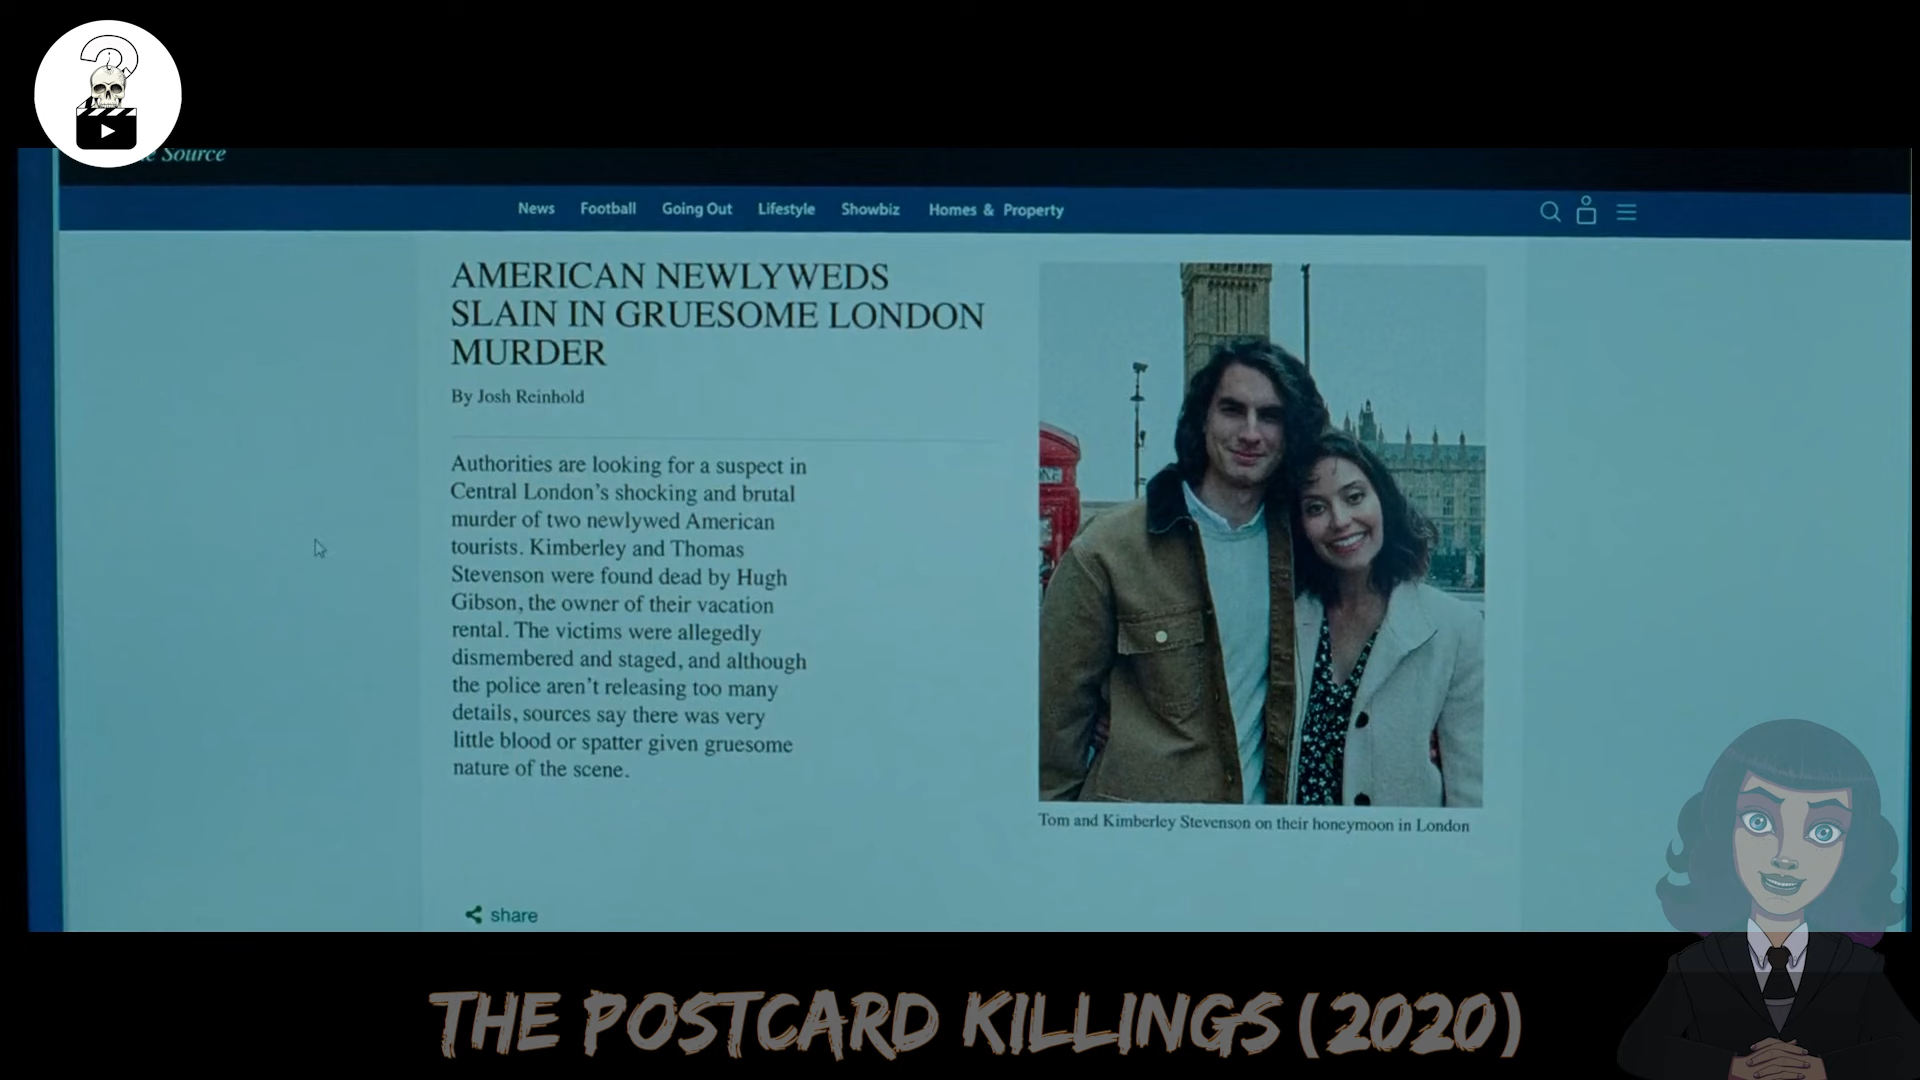 Source
News Football Going Out Lifestyle Showbiz Homes & Property
AMERICAN NEWLYWEDS
SLAIN IN GRUESOME LONDON
MURDER
By Josh Reinhold
Authorities are looking for a suspect in
Central London's shocking and brutal
murder of two newlywed American
tourists. Kimberley and Thomas
Stevenson were found dead by Hugh
Gibson, the owner of their vacation
rental. The victims were allegedly
dismembered and staged, and although
the police aren't releasing too many
details, sources say there was very
little blood or spatter given gruesome
nature of the scene.
Tom and Kimberley Stevenson on their honeymoon in London
share
THE POSTCARD KILLINGS (2020)